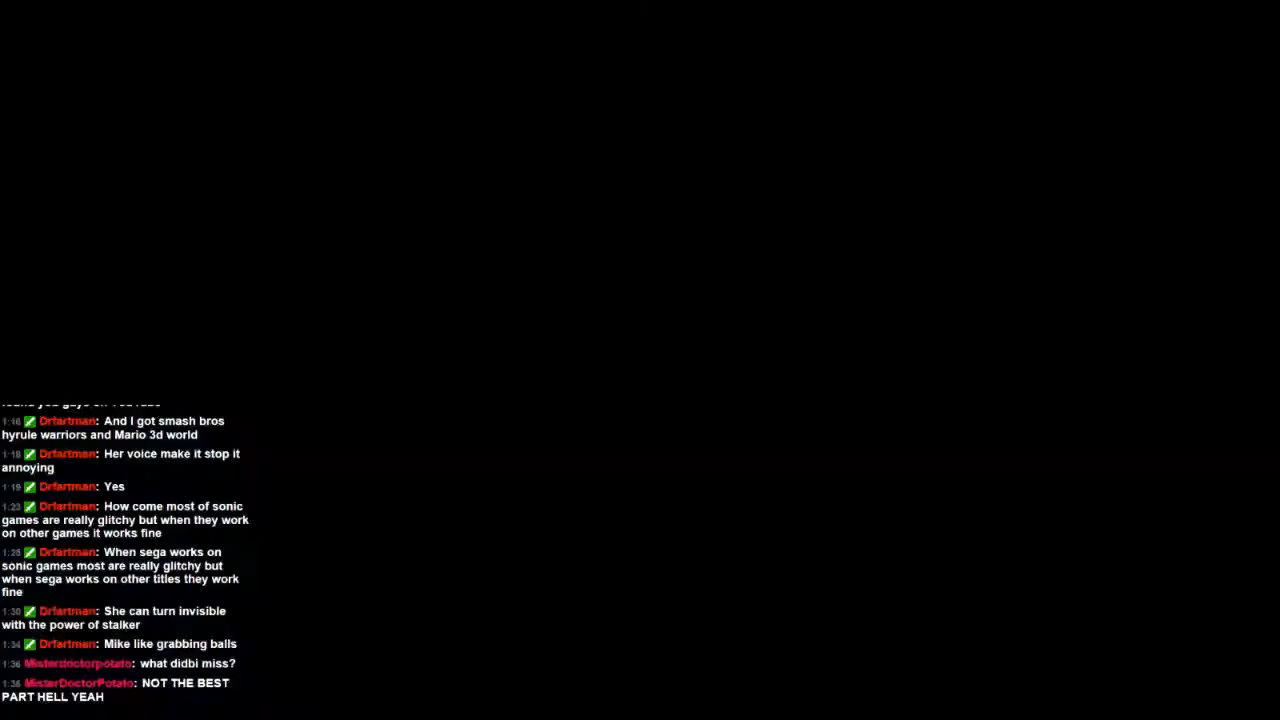 1:16 Drfartman: And I got smash bros
hyrule warriors and Mario 3d world
1:18 Drfartman: Her voice make it stop it
annoying
1:19 Drfartman: Yes
1:23 Drfartman: How come most of sonic
games are really glitchy but when they work
on other games it works fine
1:25 Drfartman: When sega works on
sonic games most are really glitchy but
when sega works on other titles they work
fine
1:30 Drfartman: She can turn invisible
with the power of stalker
1:34 Drfartman: Mike like grabbing balls
1:36 Misterdoctorpotato: what didbi miss?
1:36 MisterDoctorPotato: NOT THE BEST
PART HELL YEAH